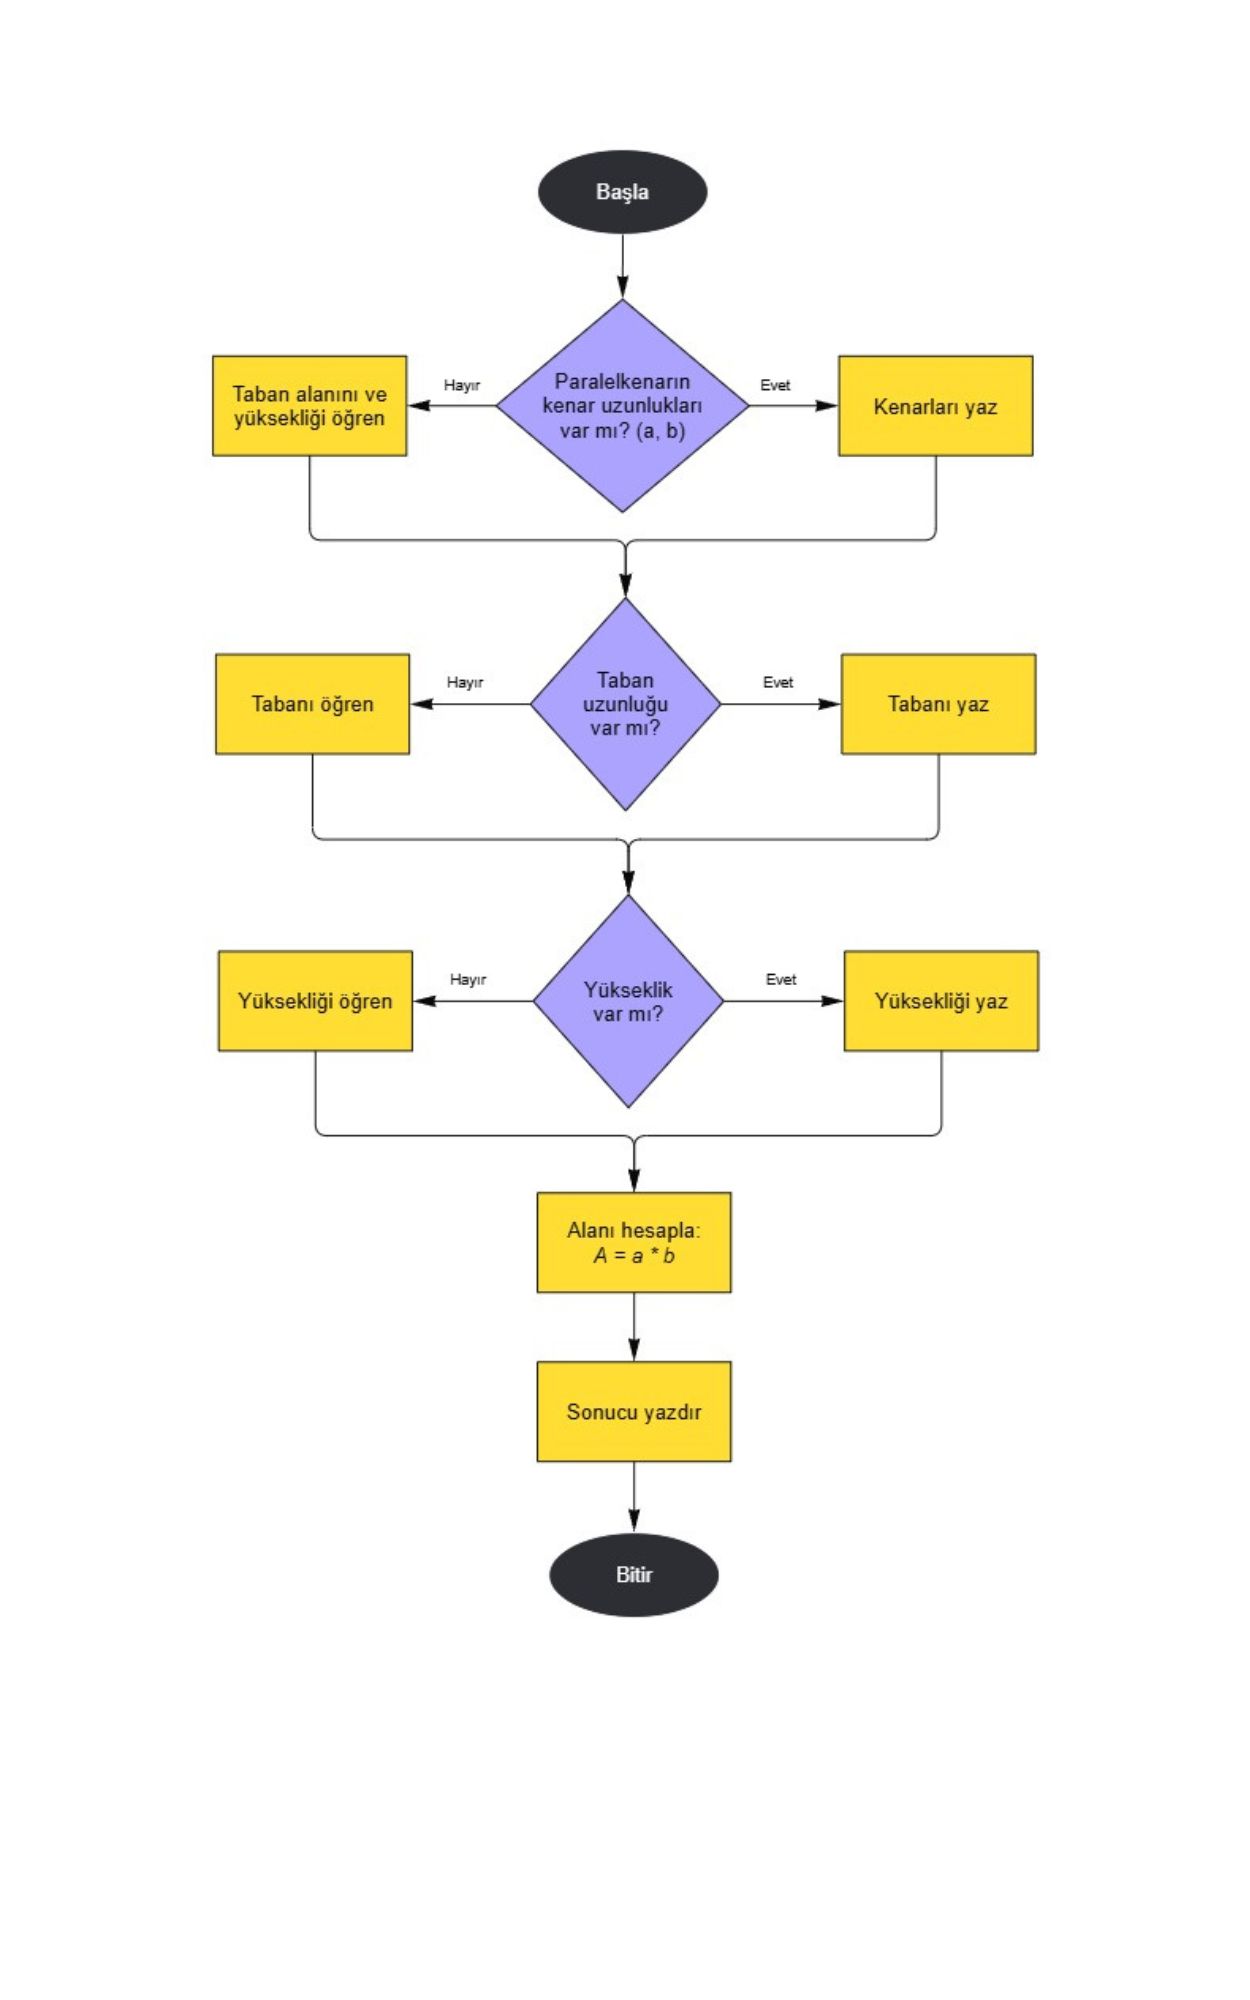 Başla
Paralelkenarın
kenar uzunlukları
var mı? (a, b)
Hayır
Evet
Taban alanını ve
yüksekliği öğren
Kenarları yaz
Taban
uzunluğu
var mı?
Hayır
Evet
Tabanı öğren
Tabanı yaz
Yükseklik
var mı?
Hayır
Evet
Yüksekliği öğren
Yüksekliği yaz
Alanı hesapla:
A = a * b
Sonucu yazdır
Bitir